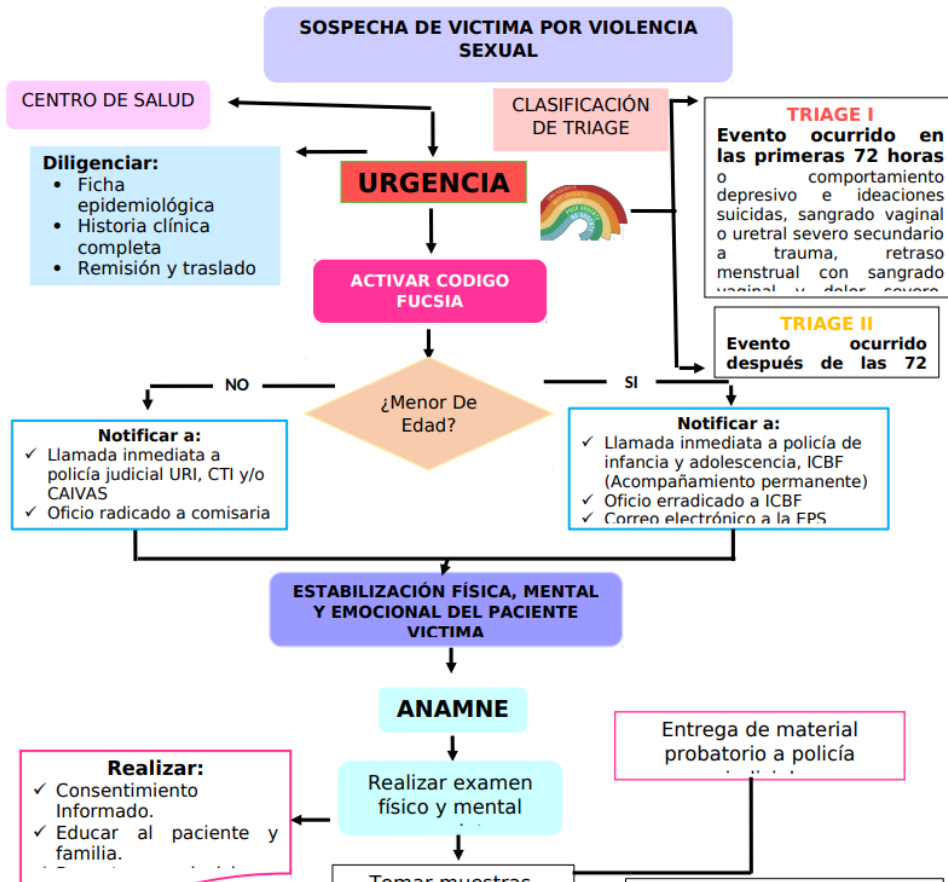 SOSPECHA DE VICTIMA POR VIOLENCIA
SEXUAL
CENTRO DE SALUD
CLASIFICACIÓN
DE TRIAGE
TRIAGE I
Evento ocurrido en
las primeras 72 horas
o comportamiento
depresivo e ideaciones
suicidas, sangrado vaginal
o uretral severo secundario
a trauma, retraso
menstrual con sangrado
vaginal y dolor severo
Diligenciar:
• Ficha
epidemiológica
• Historia clínica
completa
• Remisión y traslado
URGENCIA
ACTIVAR CODIGO
FUCSIA
TRIAGE II
Evento ocurrido
después de las 72
¿Menor De
Edad?
NO
SI
Notificar a:
✓ Llamada inmediata a
policía judicial URI, CTI y/o
CAIVAS
✓ Oficio radicado a comisaria
Notificar a:
✓ Llamada inmediata a policía de
infancia y adolescencia, ICBF
(Acompañamiento permanente)
✓ Oficio erradicado a ICBF
✓ Correo electrónico a la EPS
ESTABILIZACIÓN FÍSICA, MENTAL
Y EMOCIONAL DEL PACIENTE
VICTIMA
ANAMNE
Realizar examen
físico y mental
Entrega de material
probatorio a policía
Realizar:
✓ Consentimiento
Informado.
✓ Educar al paciente y
familia.
Tomar muestras